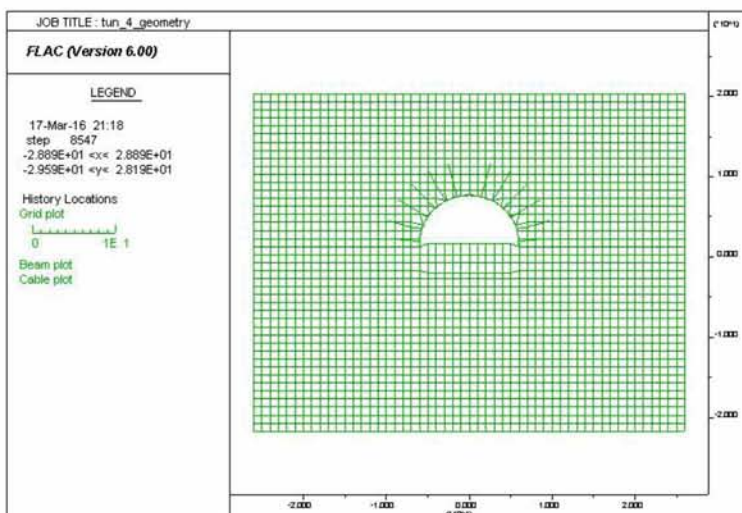 JOB TITLE : tun_4_geometry
FLAC (Version 6.00)
LEGEND
17-Mar-16 21:18
step 8547
-2.889E+01 <x< 2.889E+01
-2.959E+01 <y< 2.819E+01
History Locations
Grid plot
0 1E 1
Beam plot
Cable plot
2.000
1.000
0.000
-1.000
-2.000
-2.000 -1.000 0.000 1.000 2.000